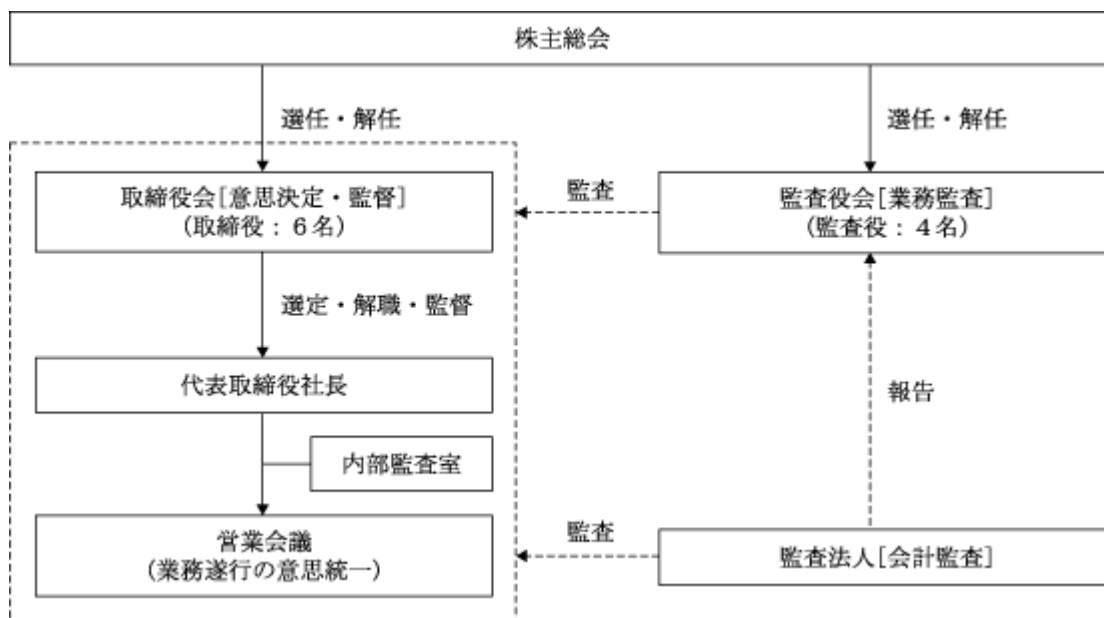 株主総会
選任・解任
選任・解任
取締役会[意思決定・監督]
(取締役：6名)
監査
監査役会[業務監査]
(監査役：4名)
選定・解職・監督
代表取締役社長
報告
内部監査室
営業会議
(業務遂行の意思統一)
監査
監査法人[会計監査]